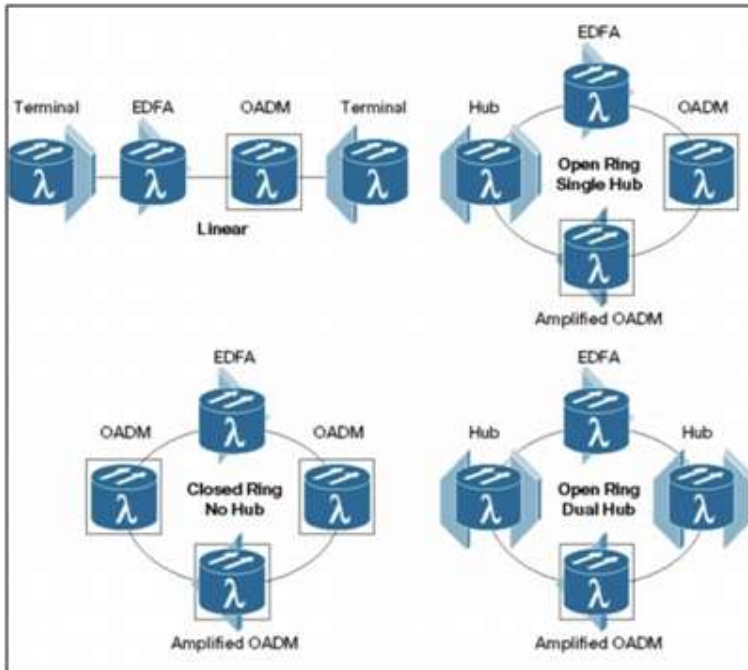 EDFA
Terminal EDFA OADM Terminal
Hub OADM
λ λ λ λ
λ
Open Ring
Single Hub
λ λ
Linear
λ
Amplified OADM
EDFA
OADM OADM
λ
Closed Ring
No Hub
λ λ
λ
Amplified OADM
EDFA
Hub Hub
λ
Open Ring
Dual Hub
λ λ
λ
Amplified OADM